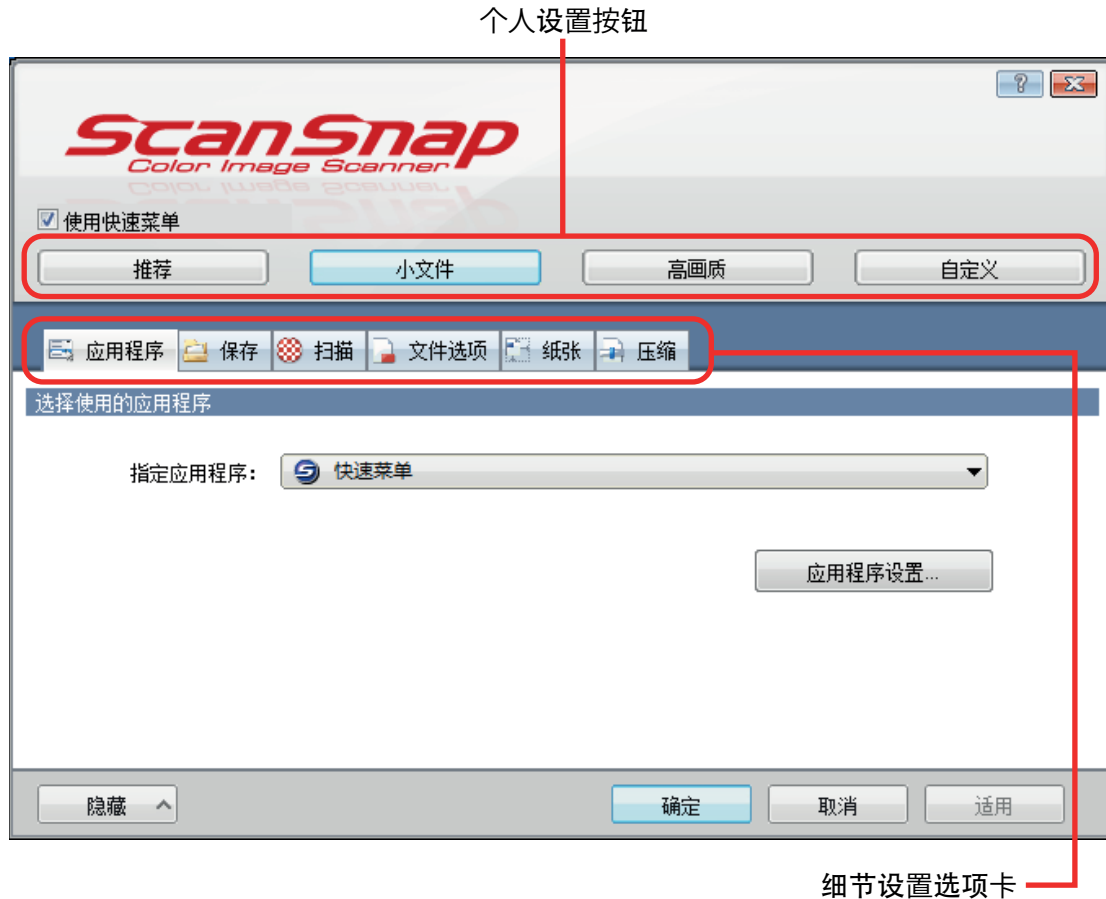 个人设置按钮
ScanSnap
Color Image Scanner
使用快速菜单
推荐 小文件 高画质 自定义
应用程序 保存 扫描 文件选项 纸张 压缩
选择使用的应用程序
指定应用程序: 快速菜单
应用程序设置...
隐藏 确定 取消 适用
细节设置选项卡